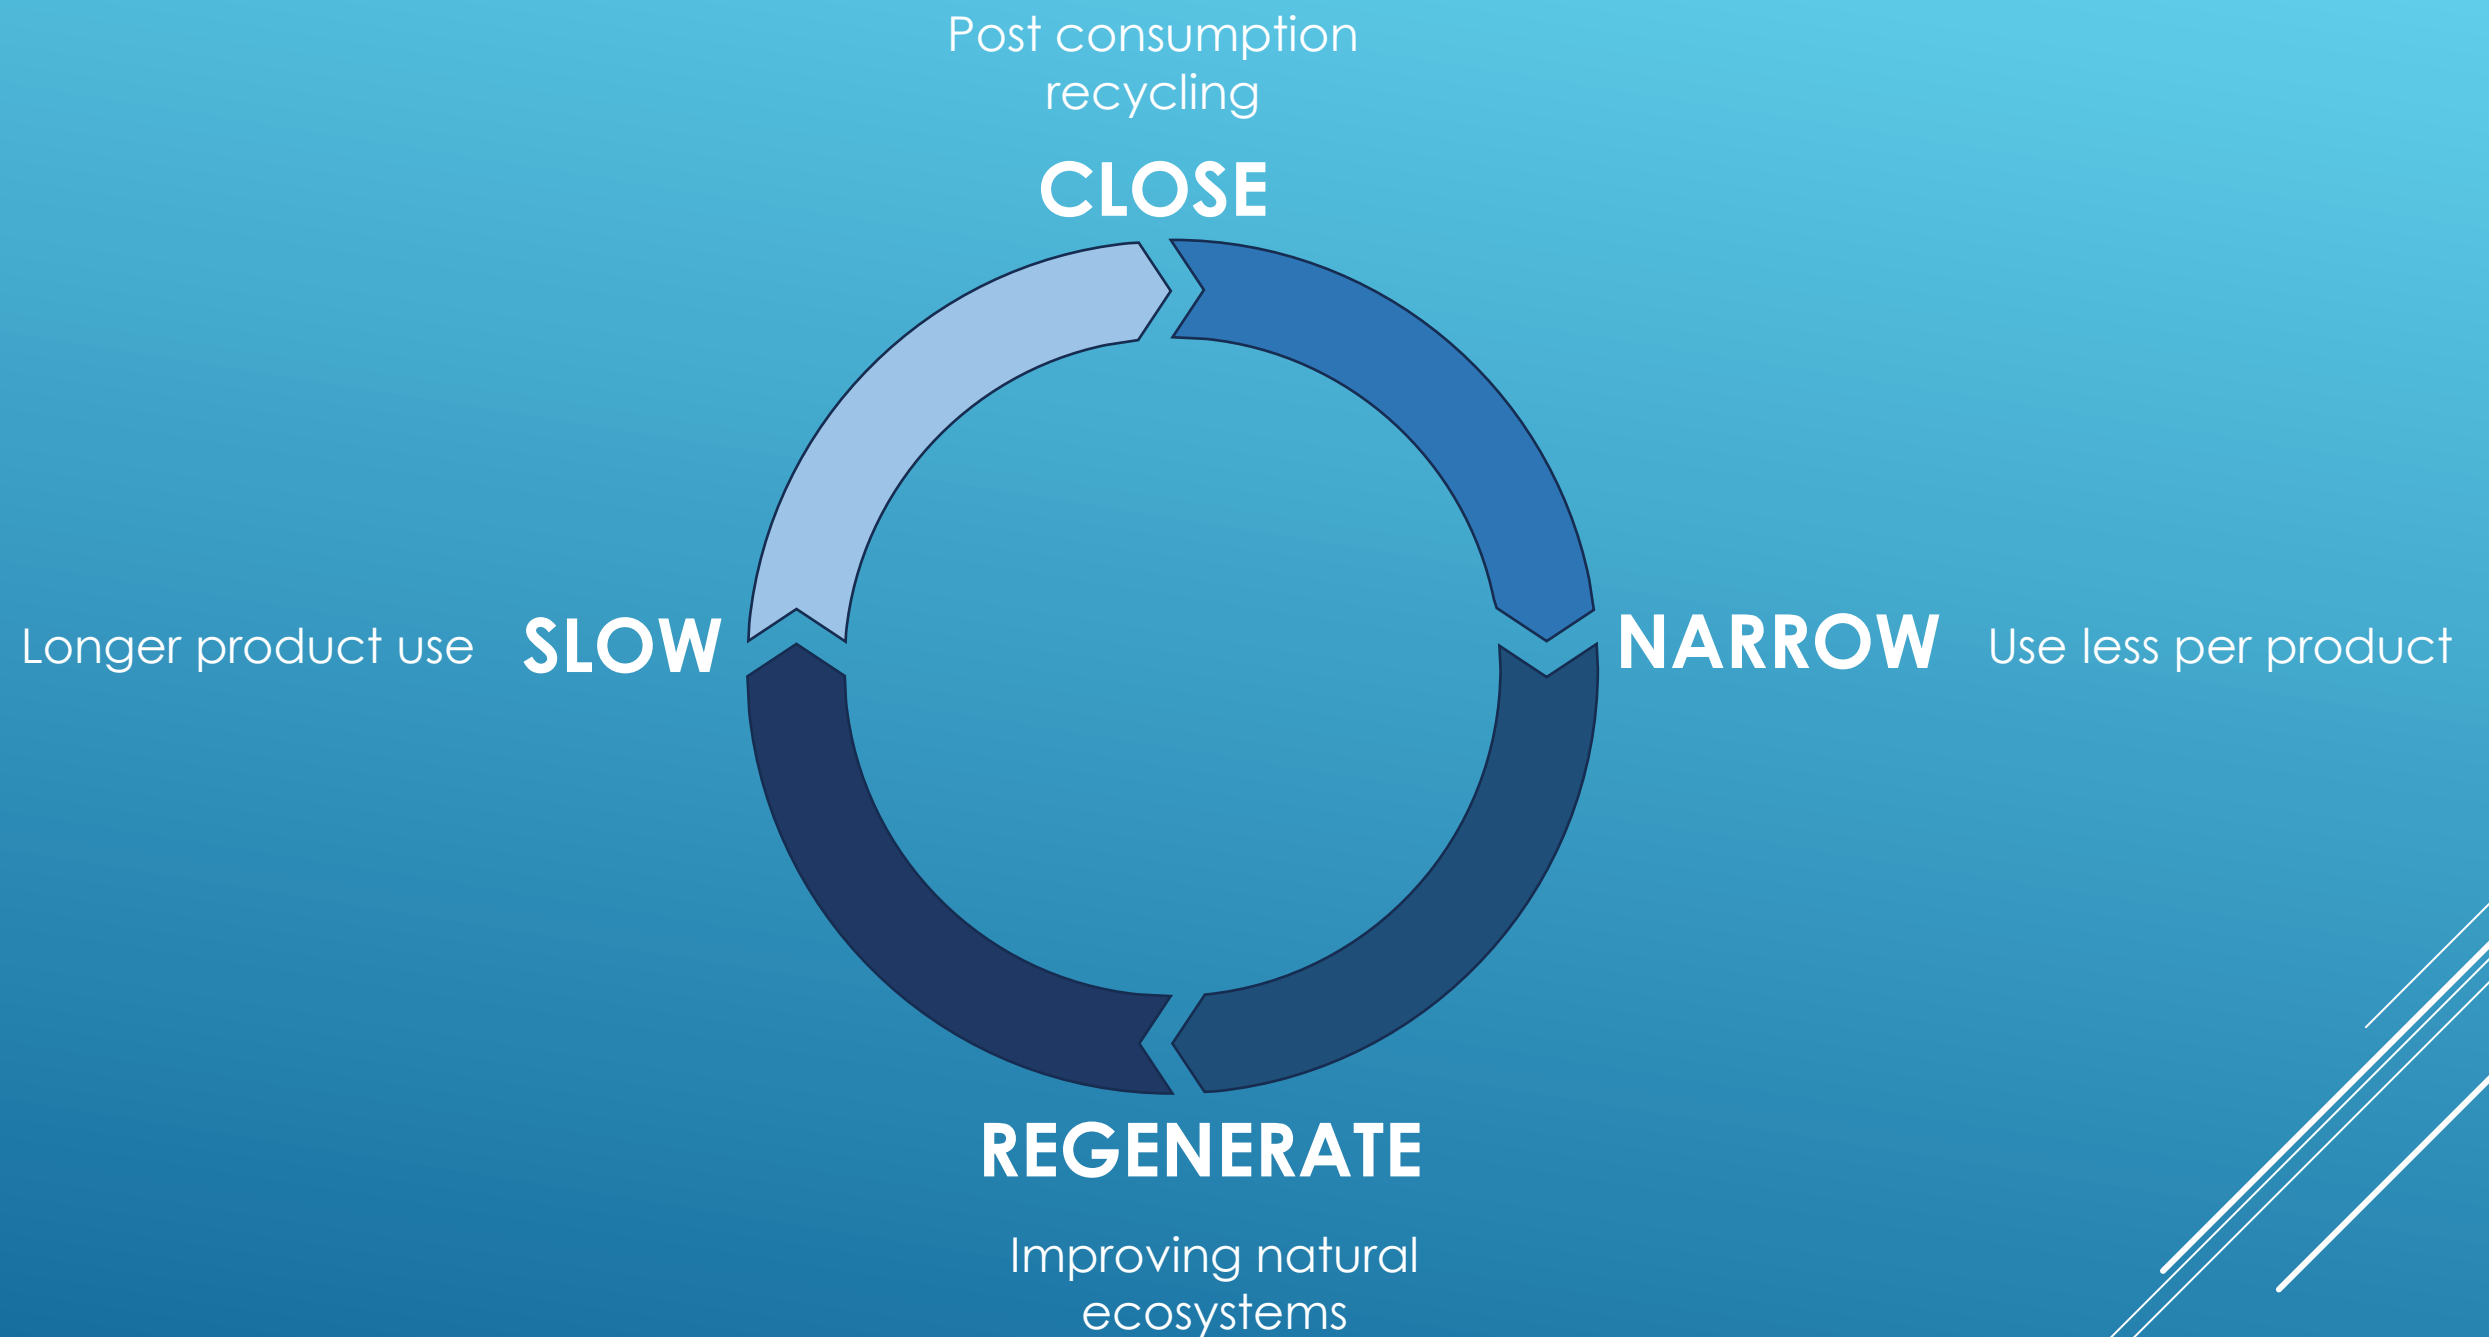 Post consumption
recycling
CLOSE
Longer product use
SLOW
NARROW
Use less per product
REGENERATE
Improving natural
ecosystems